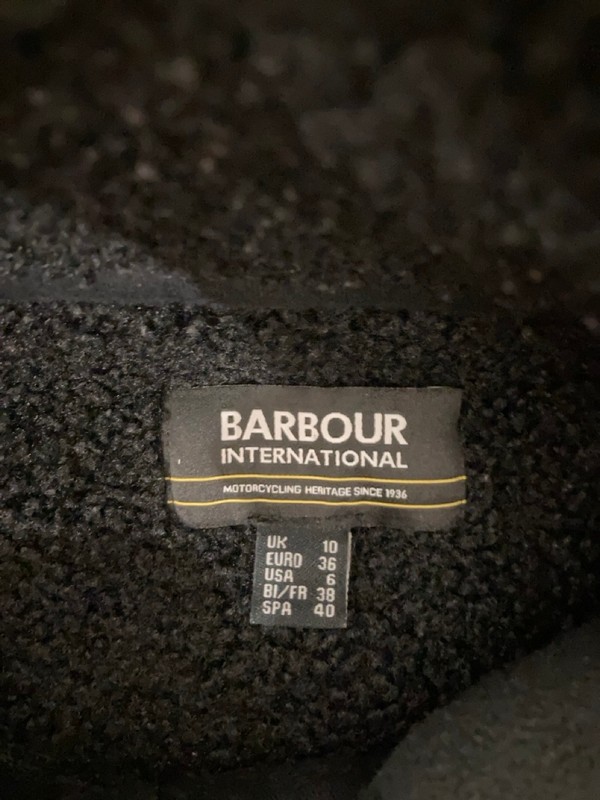 BARBOUR
INTERNATIONAL
MOTORCYCLING HERITAGE SINCE 1936
UK 10
EURO 36
USA 6
BI/FR 38
SPA 40